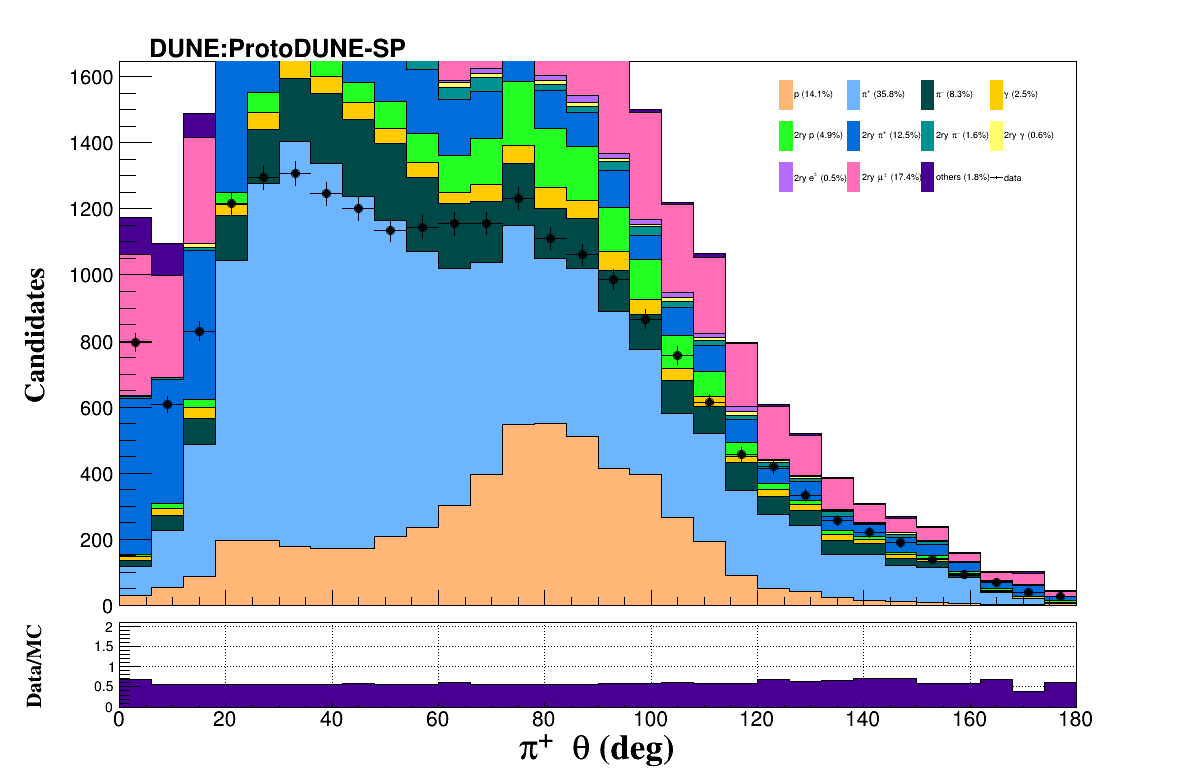 DUNE:ProtoDUNE-SP
1600
1400
1200
1000
800
600
400
200
0
Candidates
p (14.1%)
π⁺ (35.8%)
π⁻ (8.3%)
γ (2.5%)
2ry p (4.9%)
2ry π⁺ (12.5%)
2ry π⁻ (1.6%)
2ry γ (0.6%)
2ry e± (0.5%)
2ry μ± (17.4%)
others (1.8%)
data
Data/MC
2
1.5
1
0.5
0
0 20 40 60 80 100 120 140 160 180
π⁺ θ (deg)